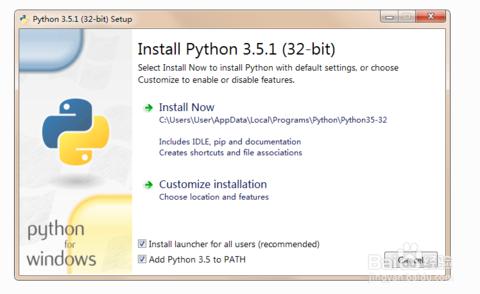 Python 3.5.1 (32-bit) Setup
Install Python 3.5.1 (32-bit)
Select Install Now to install Python with default settings, or choose
Customize to enable or disable features.
Install Now
C:\Users\User\AppData\Local\Programs\Python\Python35-32
Includes IDLE, pip and documentation
Creates shortcuts and file associations
Customize installation
Choose location and features
Install launcher for all users (recommended)
Add Python 3.5 to PATH
python
for
windows
Cancel